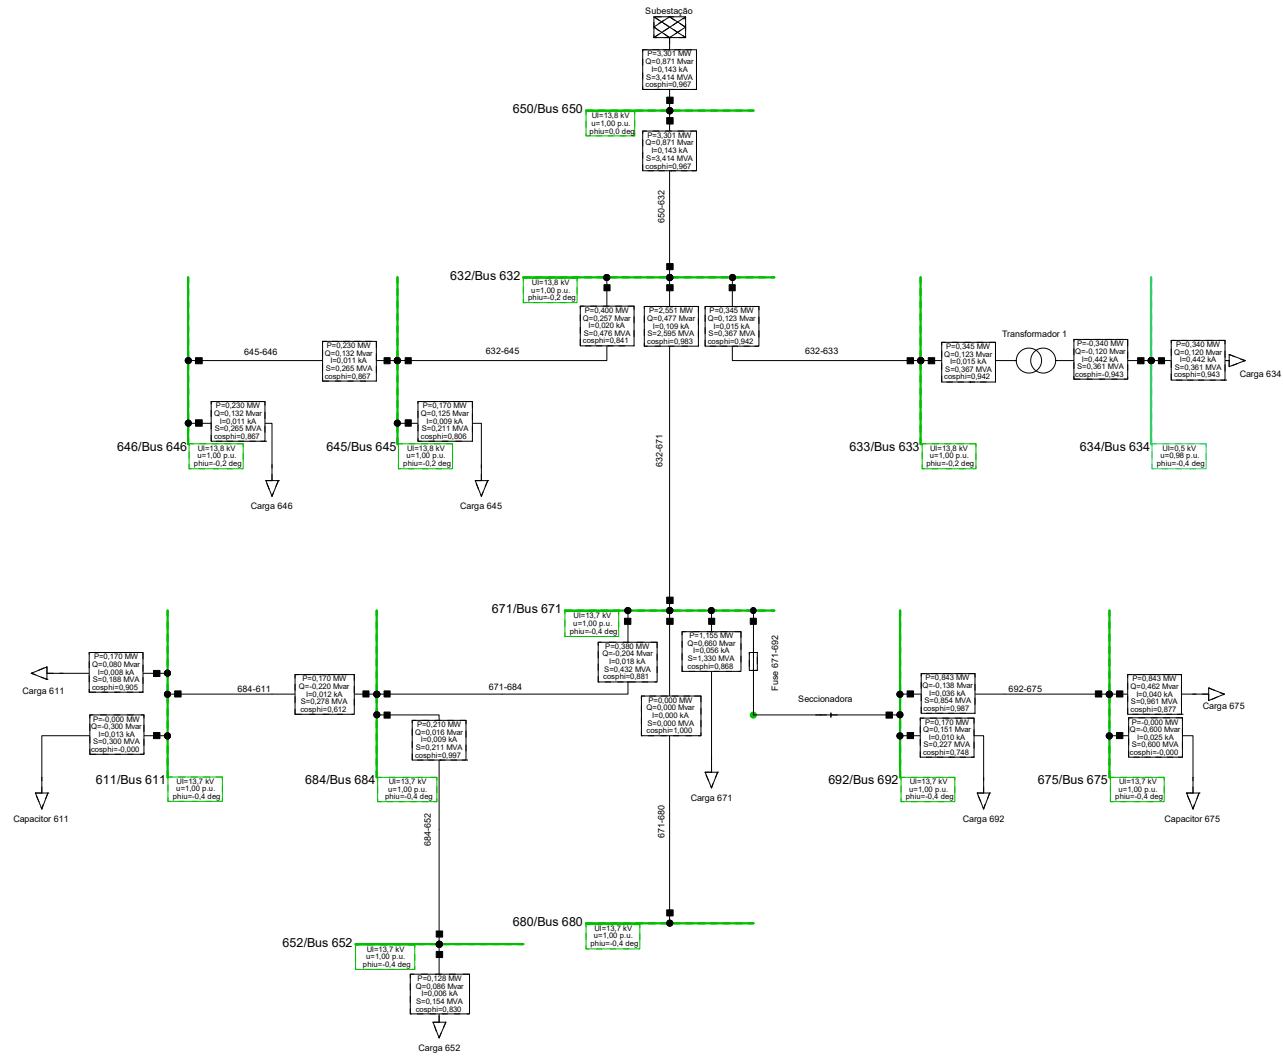 Subestação
P=3,301 MW
Q=0,871 Mvar
I=0,143 kA
S=3,414 MVA
cosphi=0,967
650/Bus 650
Ul=13,8 kV
u=1,00 p.u.
phiu=0,0 deg
P=3,301 MW
Q=0,871 Mvar
I=0,143 kA
S=3,414 MVA
cosphi=0,967
650-632
632/Bus 632
Ul=13,8 kV
u=1,00 p.u.
phiu=-0,2 deg
P=0,400 MW
Q=0,257 Mvar
I=0,020 kA
S=0,476 MVA
cosphi=0,841
P=2,551 MW
Q=0,477 Mvar
I=0,109 kA
S=2,595 MVA
cosphi=0,983
P=0,345 MW
Q=0,123 Mvar
I=0,015 kA
S=0,367 MVA
cosphi=0,942
645-646
P=0,230 MW
Q=0,132 Mvar
I=0,011 kA
S=0,265 MVA
cosphi=0,867
632-645
632-633
P=0,345 MW
Q=0,123 Mvar
I=0,015 kA
S=0,367 MVA
cosphi=0,942
Transformador 1
P=-0,340 MW
Q=-0,120 Mvar
I=0,442 kA
S=0,361 MVA
cosphi=-0,943
P=0,340 MW
Q=0,120 Mvar
I=0,442 kA
S=0,361 MVA
cosphi=0,943
Carga 634
P=0,230 MW
Q=0,132 Mvar
I=0,011 kA
S=0,265 MVA
cosphi=0,867
P=0,170 MW
Q=0,125 Mvar
I=0,009 kA
S=0,211 MVA
cosphi=0,806
646/Bus 646
Ul=13,8 kV
u=1,00 p.u.
phiu=-0,2 deg
645/Bus 645
Ul=13,8 kV
u=1,00 p.u.
phiu=-0,2 deg
632-671
633/Bus 633
Ul=13,8 kV
u=1,00 p.u.
phiu=-0,2 deg
634/Bus 634
Ul=0,5 kV
u=0,98 p.u.
phiu=-0,4 deg
Carga 646
Carga 645
671/Bus 671
Ul=13,7 kV
u=1,00 p.u.
phiu=-0,4 deg
P=0,380 MW
Q=-0,204 Mvar
I=0,018 kA
S=0,432 MVA
cosphi=0,881
P=1,155 MW
Q=0,660 Mvar
I=0,056 kA
S=1,330 MVA
cosphi=0,868
Fuse 671-692
Carga 611
P=0,170 MW
Q=0,080 Mvar
I=0,008 kA
S=0,188 MVA
cosphi=0,905
684-611
P=0,170 MW
Q=-0,220 Mvar
I=0,012 kA
S=0,278 MVA
cosphi=0,612
671-684
P=0,000 MW
Q=0,000 Mvar
I=0,000 kA
S=0,000 MVA
cosphi=1,000
Seccionadora
P=0,843 MW
Q=-0,138 Mvar
I=0,036 kA
S=0,854 MVA
cosphi=0,987
692-675
P=0,843 MW
Q=0,462 Mvar
I=0,040 kA
S=0,961 MVA
cosphi=0,877
Carga 675
P=-0,000 MW
Q=-0,300 Mvar
I=0,013 kA
S=0,300 MVA
cosphi=-0,000
P=0,210 MW
Q=0,016 Mvar
I=0,009 kA
S=0,211 MVA
cosphi=0,997
P=0,170 MW
Q=0,151 Mvar
I=0,010 kA
S=0,227 MVA
cosphi=0,748
P=-0,000 MW
Q=-0,600 Mvar
I=0,025 kA
S=0,600 MVA
cosphi=-0,000
611/Bus 611
Ul=13,7 kV
u=1,00 p.u.
phiu=-0,4 deg
684/Bus 684
Ul=13,7 kV
u=1,00 p.u.
phiu=-0,4 deg
Carga 671
692/Bus 692
Ul=13,7 kV
u=1,00 p.u.
phiu=-0,4 deg
675/Bus 675
Ul=13,7 kV
u=1,00 p.u.
phiu=-0,4 deg
Capacitor 611
684-652
671-680
Carga 692
Capacitor 675
680/Bus 680
Ul=13,7 kV
u=1,00 p.u.
phiu=-0,4 deg
652/Bus 652
Ul=13,7 kV
u=1,00 p.u.
phiu=-0,4 deg
P=0,128 MW
Q=0,086 Mvar
I=0,006 kA
S=0,154 MVA
cosphi=0,830
Carga 652